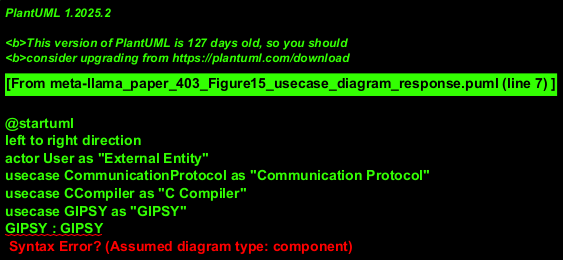 PlantUML 1.2025.2
<b>This version of PlantUML is 127 days old, so you should
<b>consider upgrading from https://plantuml.com/download
[From meta-llama_paper_403_Figure15_usecase_diagram_response.puml (line 7) ]
@startuml
left to right direction
actor User as "External Entity"
usecase CommunicationProtocol as "Communication Protocol"
usecase CCompiler as "C Compiler"
usecase GIPSY as "GIPSY"
GIPSY : GIPSY
Syntax Error? (Assumed diagram type: component)